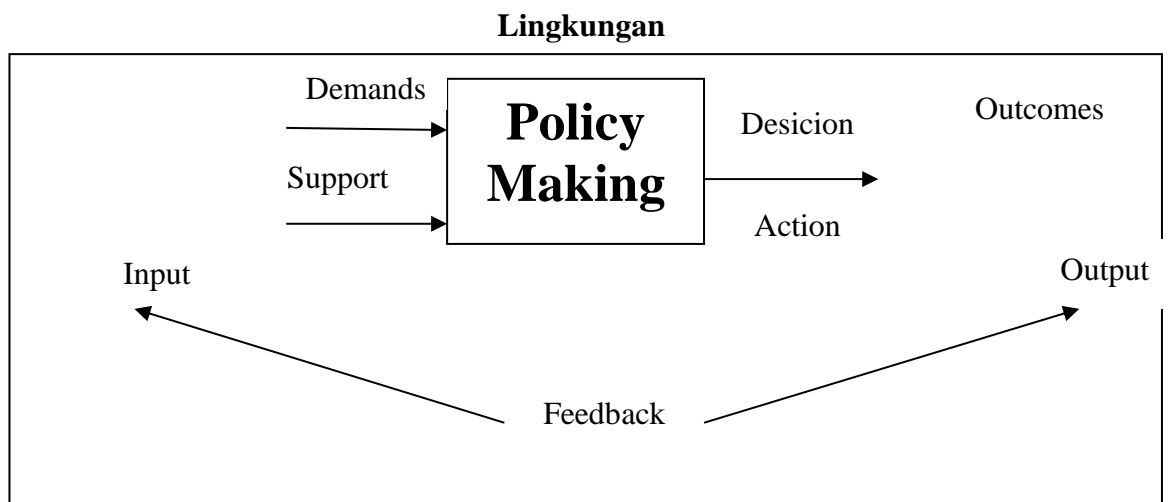 Lingkungan
Demands
Policy
Making
Desicion
Outcomes
Support
Action
Input
Output
Feedback